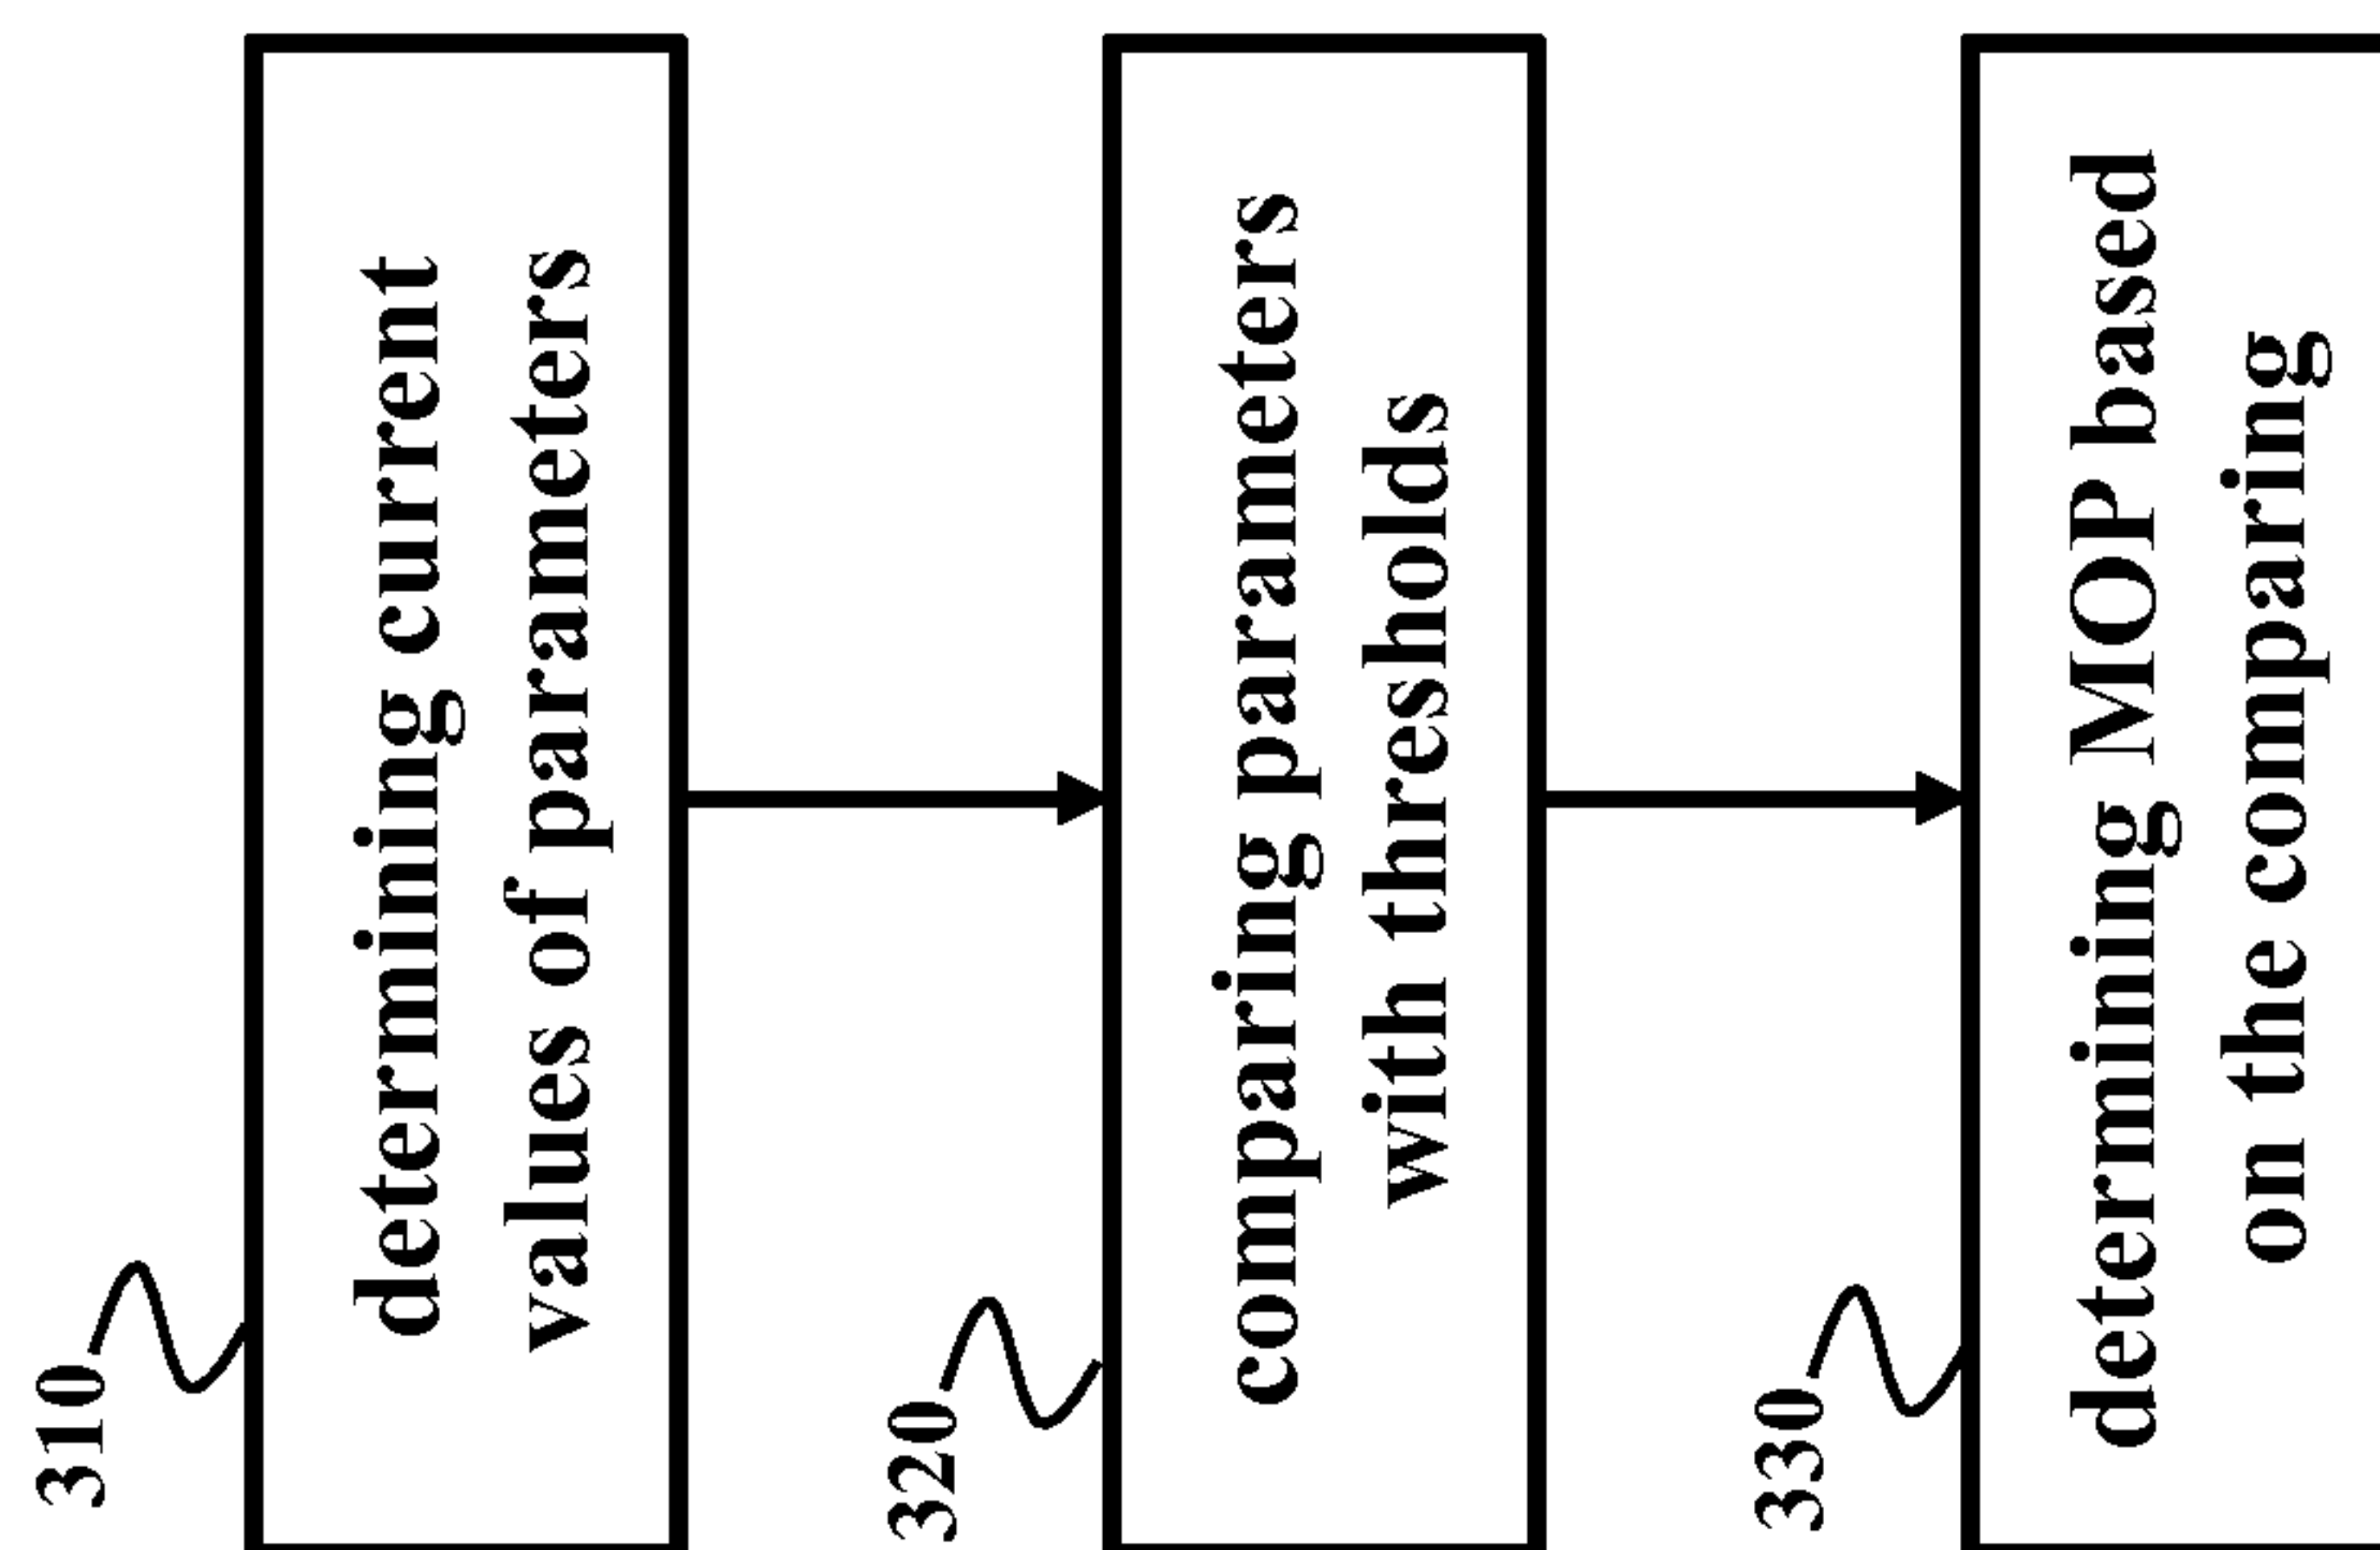 310
determining current
values of parameters
320
comparing parameters
with thresholds
330
determining MOP based
on the comparing